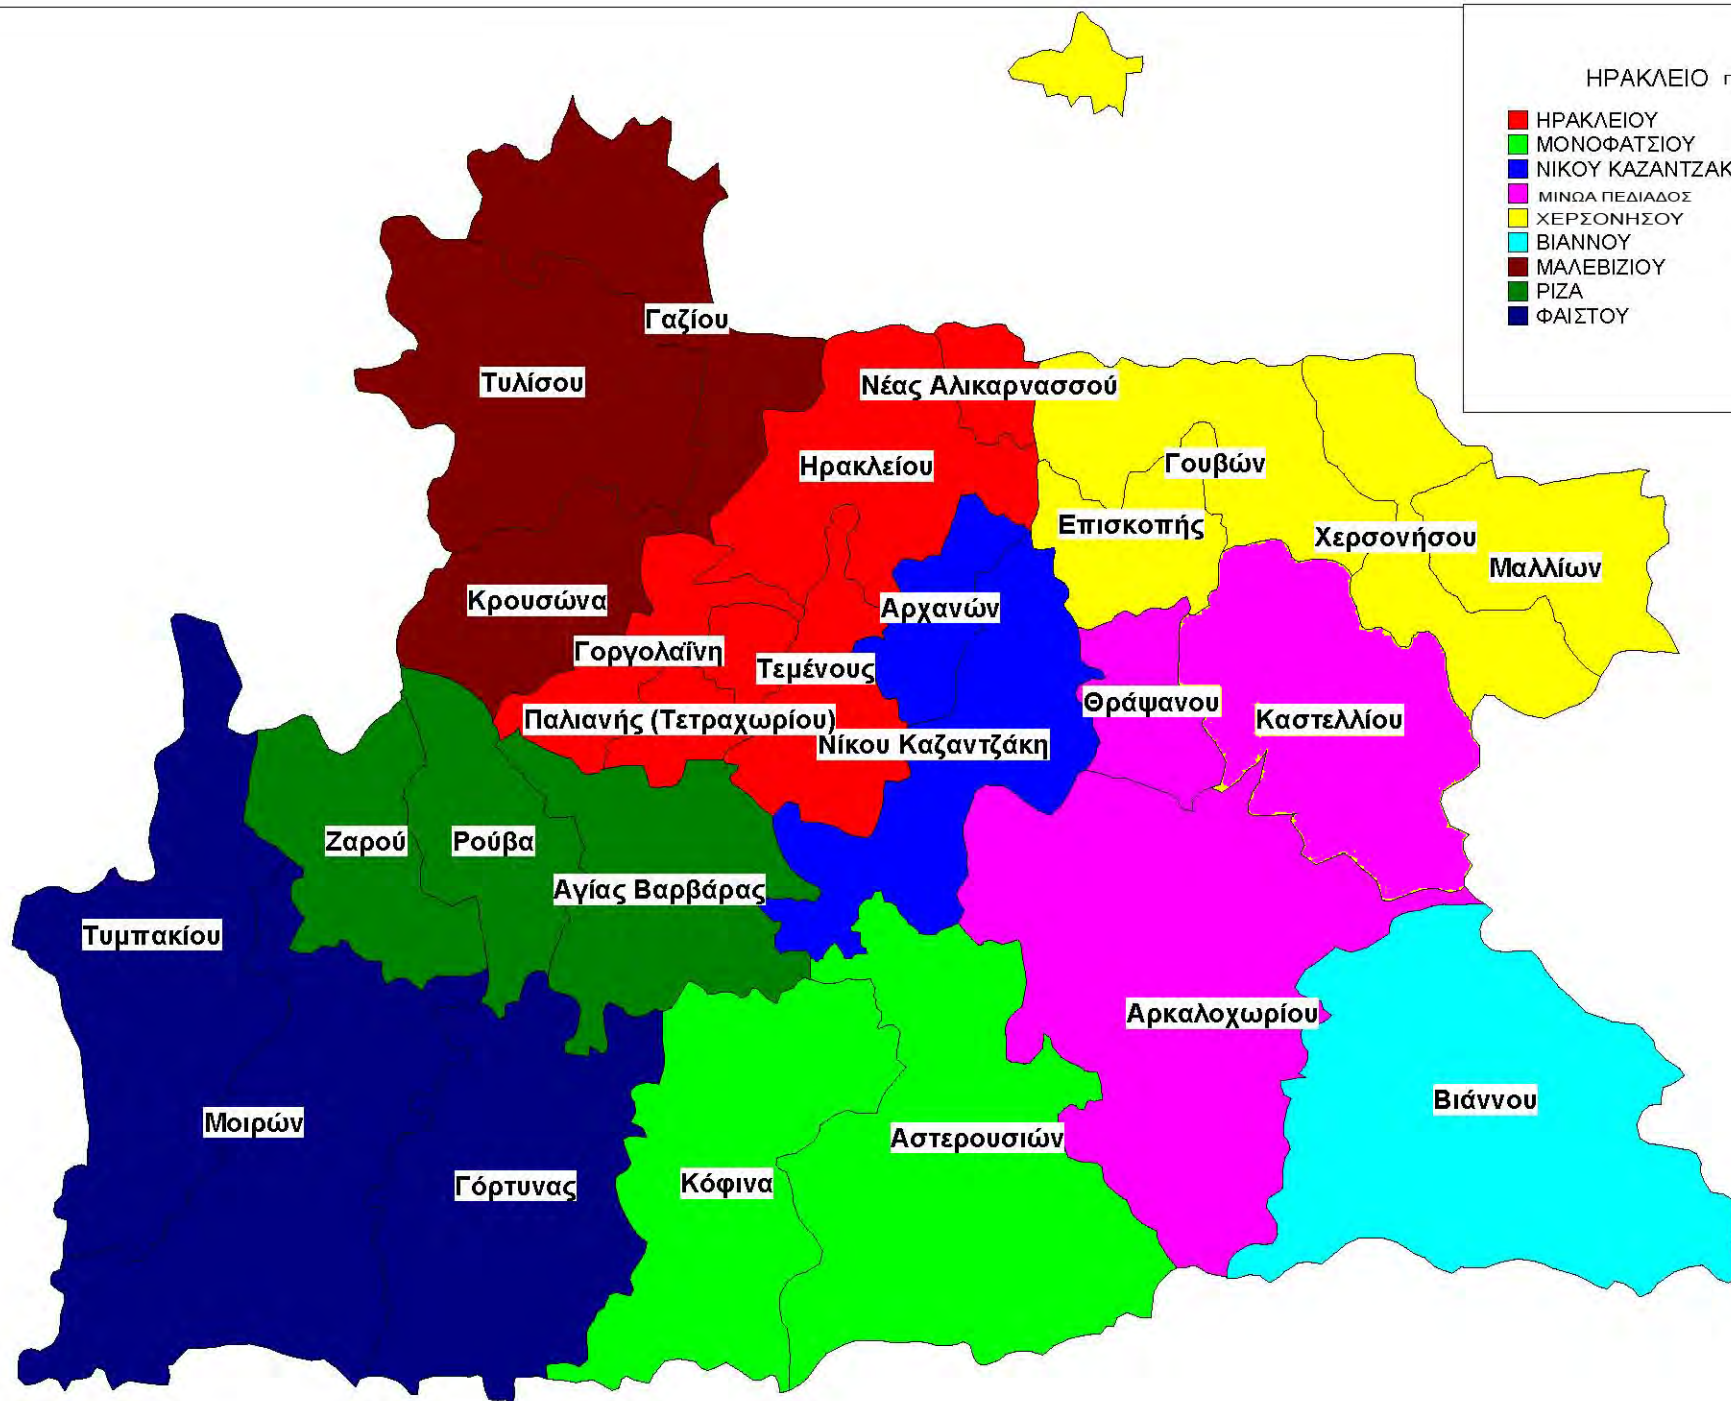 ΗΡΑΚΛΕΙΟ
ΗΡΑΚΛΕΙΟΥ
ΜΟΝΟΦΑΤΣΙΟΥ
ΝΙΚΟΥ ΚΑΖΑΝΤΖΑΚ
ΜΙΝΩΑ ΠΕΔΙΑΔΟΣ
ΧΕΡΣΟΝΗΣΟΥ
ΒΙΑΝΝΟΥ
ΜΑΛΕΒΙΖΙΟΥ
ΡΙΖΑ
ΦΑΙΣΤΟΥ
Γαζίου
Τυλίσου
Νέας Αλικαρνασσού
Ηρακλείου
Γουβών
Επισκοπής
Χερσονήσου
Μαλλίων
Κρουσώνα
Αρχανών
Γοργολαΐνη
Τεμένους
Θράψανου
Παλιανής (Τετραχωρίου)
Καστελλίου
Νίκου Καζαντζάκη
Ζαρού
Ρούβα
Αγίας Βαρβάρας
Τυμπακίου
Αρκαλοχωρίου
Βιάννου
Μοιρών
Αστερουσιών
Γόρτυνας
Κόφινα